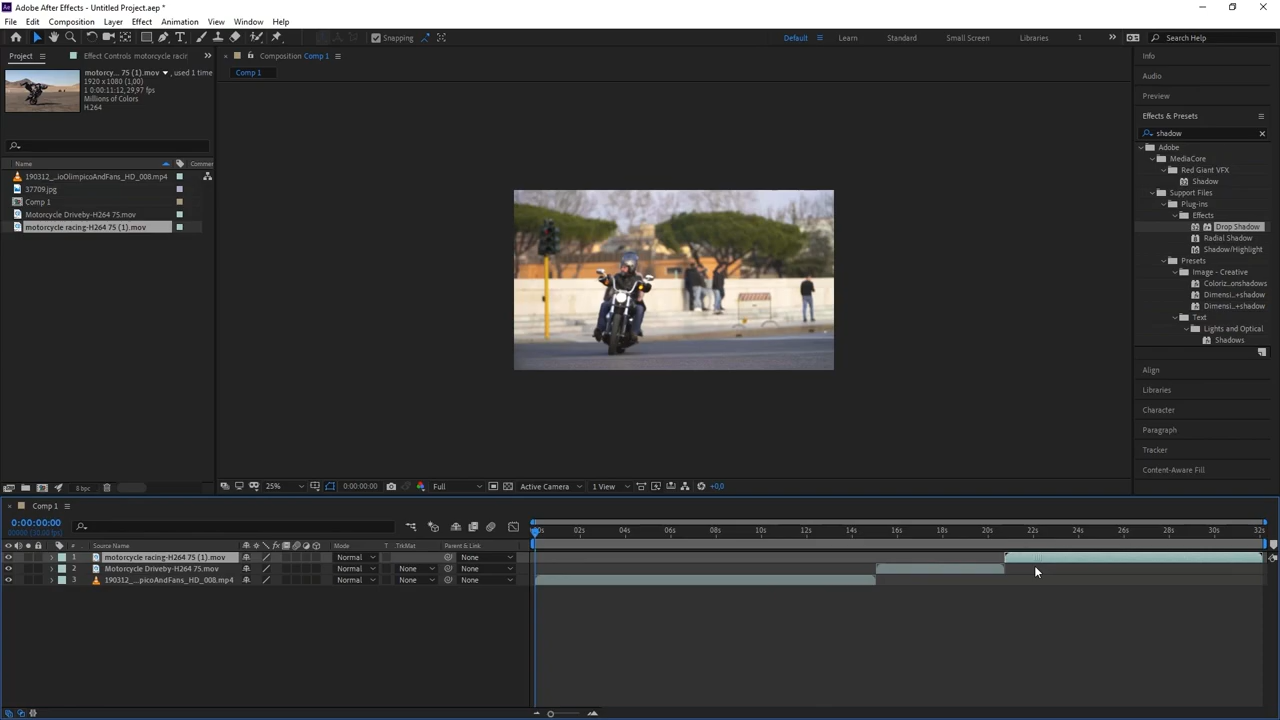 Adobe After Effects - Untitled Project.aep *
File Edit Composition Layer Effect Animation View Window Help
Snapping Default Learn Standard Small Screen Libraries 1 Search Help
Project Effect Controls motorcycle racin
Composition Comp 1
Comp 1
motorcy... 75 (1).mov , used 1 time
1920 x 1080 (1,00)
Δ 0:00:11:12, 29,97 fps
Millions of Colors
H.264
Name Commer
190312_...ioOlimpicoAndFans_HD_008.mp4
37709.jpg
Comp 1
Motorcycle Driveby-H264 75.mov
motorcycle racing-H264 75 (1).mov
8 bpc
25% 0:00:00:00 Full Active Camera 1 View +0,0
Info
Audio
Preview
Effects & Presets
shadow
Adobe
MediaCore
Red Giant VFX
Shadow
Support Files
Plug-ins
Effects
Drop Shadow
Radial Shadow
Shadow/Highlight
Presets
Image - Creative
Coloriz...onshadows
Dimensi...+shadow
Dimensi...+shadow
Text
Lights and Optical
Shadows
Align
Libraries
Character
Paragraph
Tracker
Content-Aware Fill
Comp 1
0:00:00:00
# Source Name Mode T TrkMat Parent & Link
02s 04s 06s 08s 10s 12s 14s 16s 18s 20s 22s 24s 26s 28s 30s 32s
1 motorcycle racing-H264 75 (1).mov Normal None
2 Motorcycle Driveby-H264 75.mov Normal None None
3 190312_...picoAndFans_HD_008.mp4 Normal None None